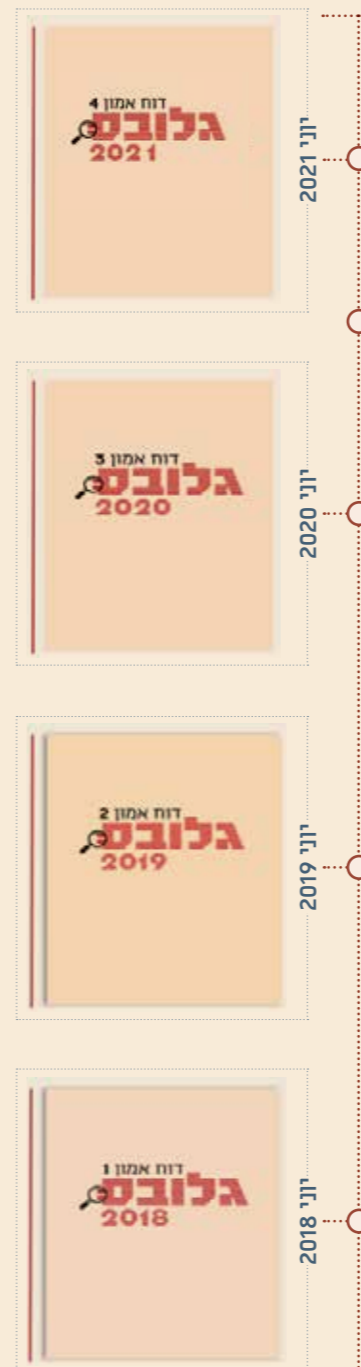 דוח אמון 4
גלובס
2021
יוני 2021
דוח אמון 3
גלובס
2020
יוני 2020
דוח אמון 2
גלובס
2019
יוני 2019
דוח אמון 1
גלובס
2018
יוני 2018